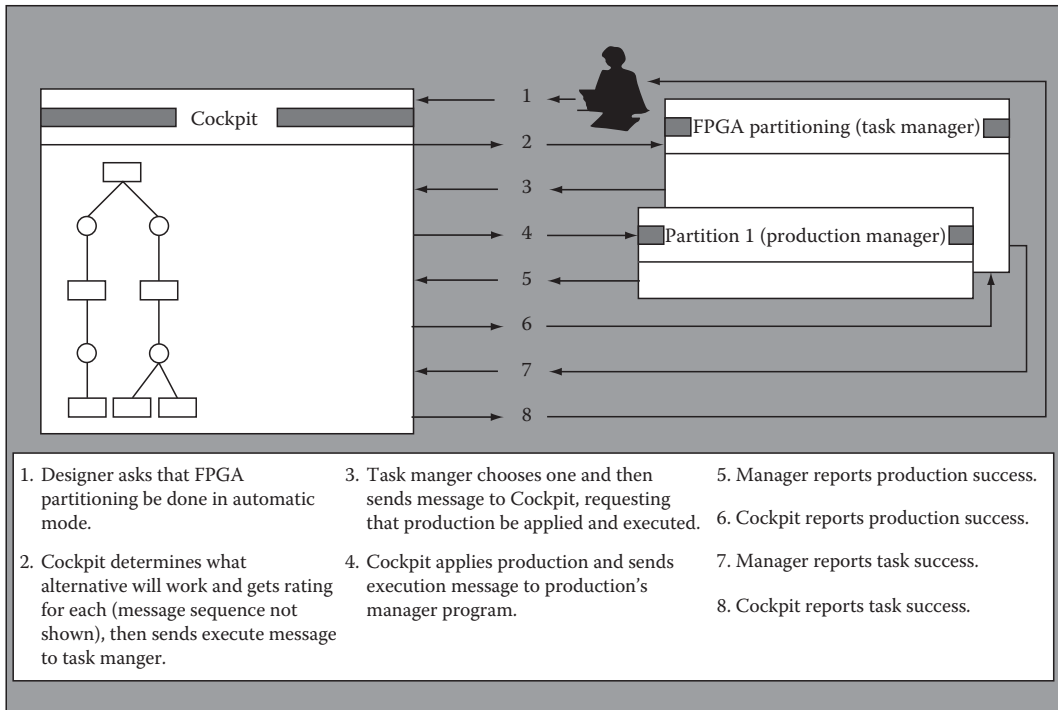 Cockpit
1
2
3
4
5
6
7
8
FPGA partitioning (task manager)
Partition 1 (production manager)
1. Designer asks that FPGA
partitioning be done in automatic
mode.
2. Cockpit determines what
alternative will work and gets rating
for each (message sequence not
shown), then sends execute message
to task manger.
3. Task manger chooses one and then
sends message to Cockpit, requesting
that production be applied and executed.
4. Cockpit applies production and sends
execution message to production's
manager program.
5. Manager reports production success.
6. Cockpit reports production success.
7. Manager reports task success.
8. Cockpit reports task success.